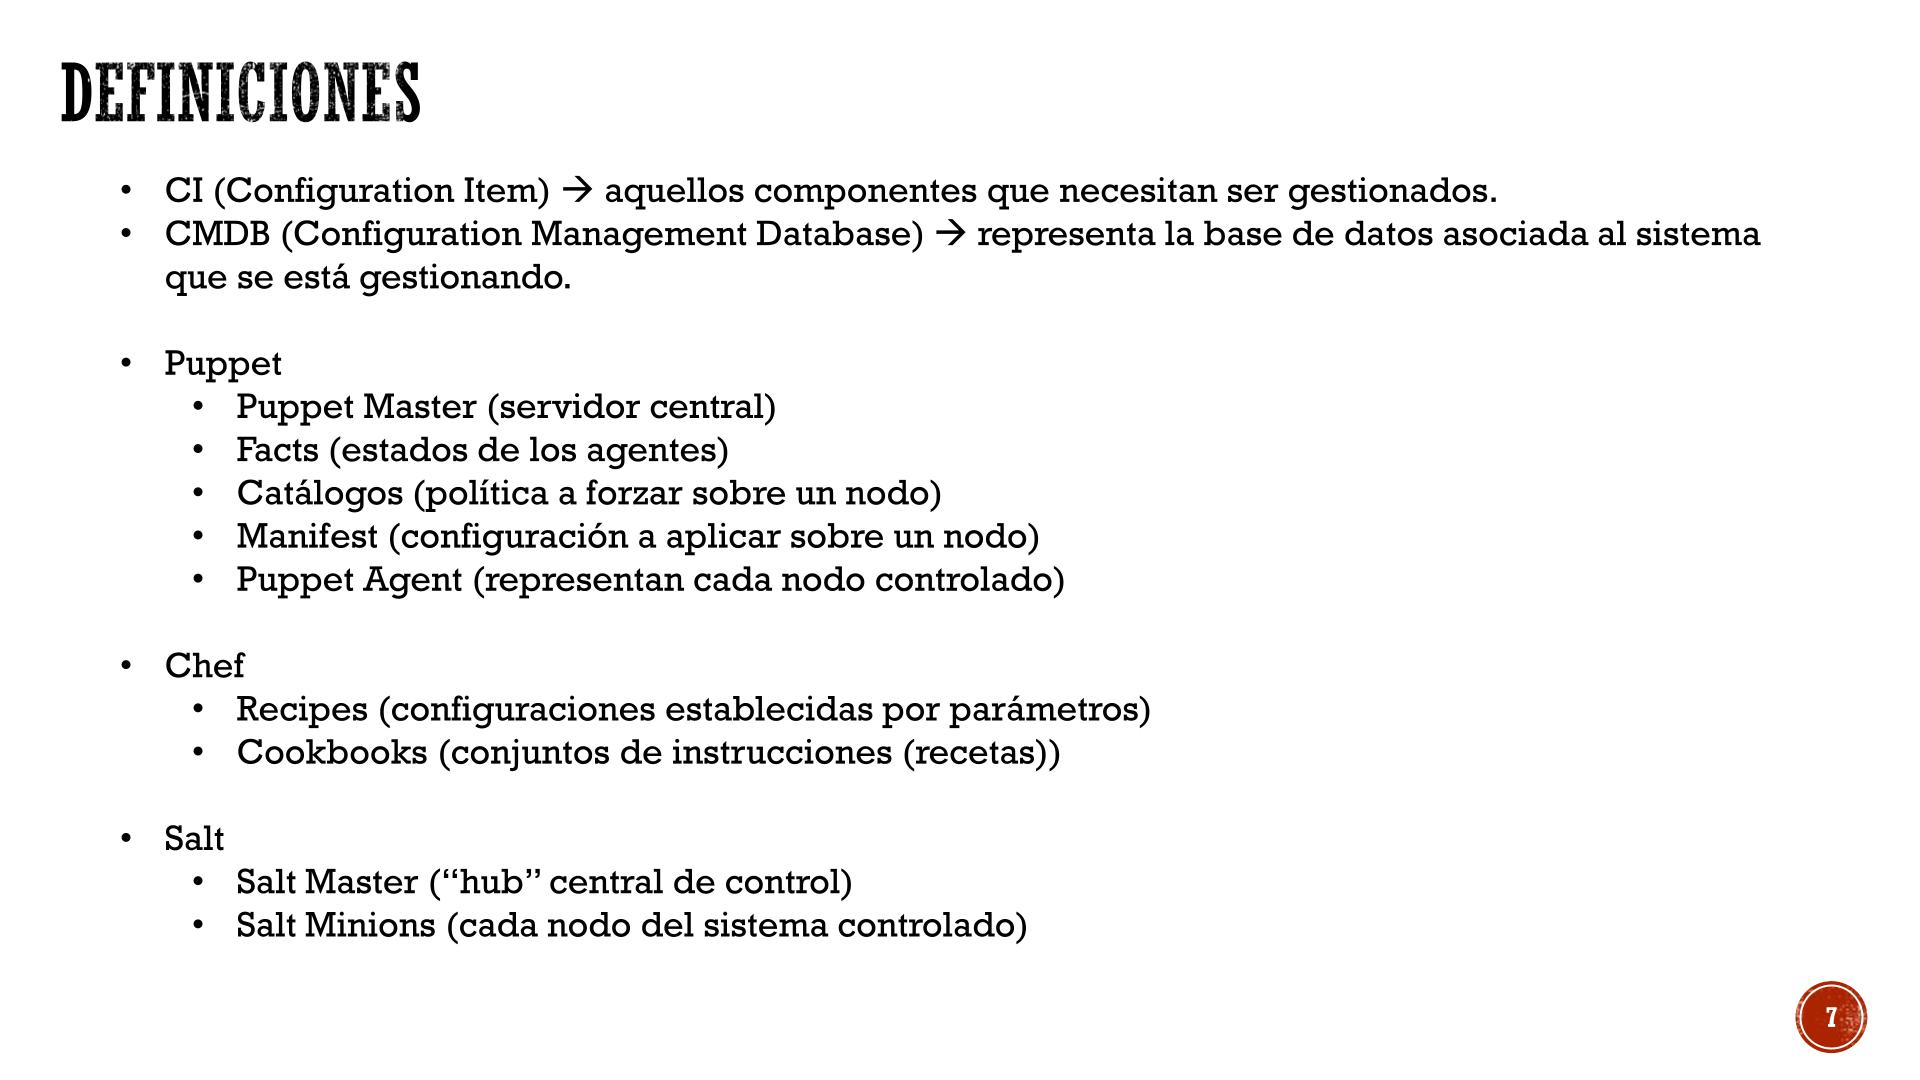 DEFINICIONES
• CI (Configuration Item) → aquellos componentes que necesitan ser gestionados.
• CMDB (Configuration Management Database) → representa la base de datos asociada al sistema
que se está gestionando.
• Puppet
• Puppet Master (servidor central)
• Facts (estados de los agentes)
• Catálogos (política a forzar sobre un nodo)
• Manifest (configuración a aplicar sobre un nodo)
• Puppet Agent (representan cada nodo controlado)
• Chef
• Recipes (configuraciones establecidas por parámetros)
• Cookbooks (conjuntos de instrucciones (recetas))
• Salt
• Salt Master (“hub” central de control)
• Salt Minions (cada nodo del sistema controlado)
7